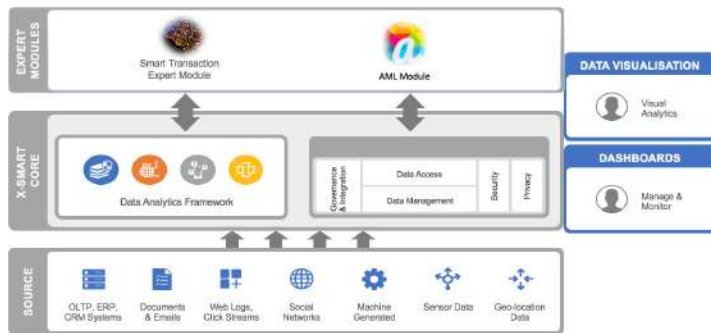 EXPERT
MODULES
Smart Transaction
Expert Module
AML Module
DATA VISUALISATION
Visual
Analytics
DASHBOARDS
Manage &
Monitor
X-SMART
CORE
Data Analytics Framework
Governance
& Integration
Data Access
Data Management
Security
Privacy
SOURCE
OLTP, ERP,
CRM Systems
Documents
& Emails
Web Logs,
Click Streams
Social
Networks
Machine
Generated
Sensor Data
Geo-location
Data